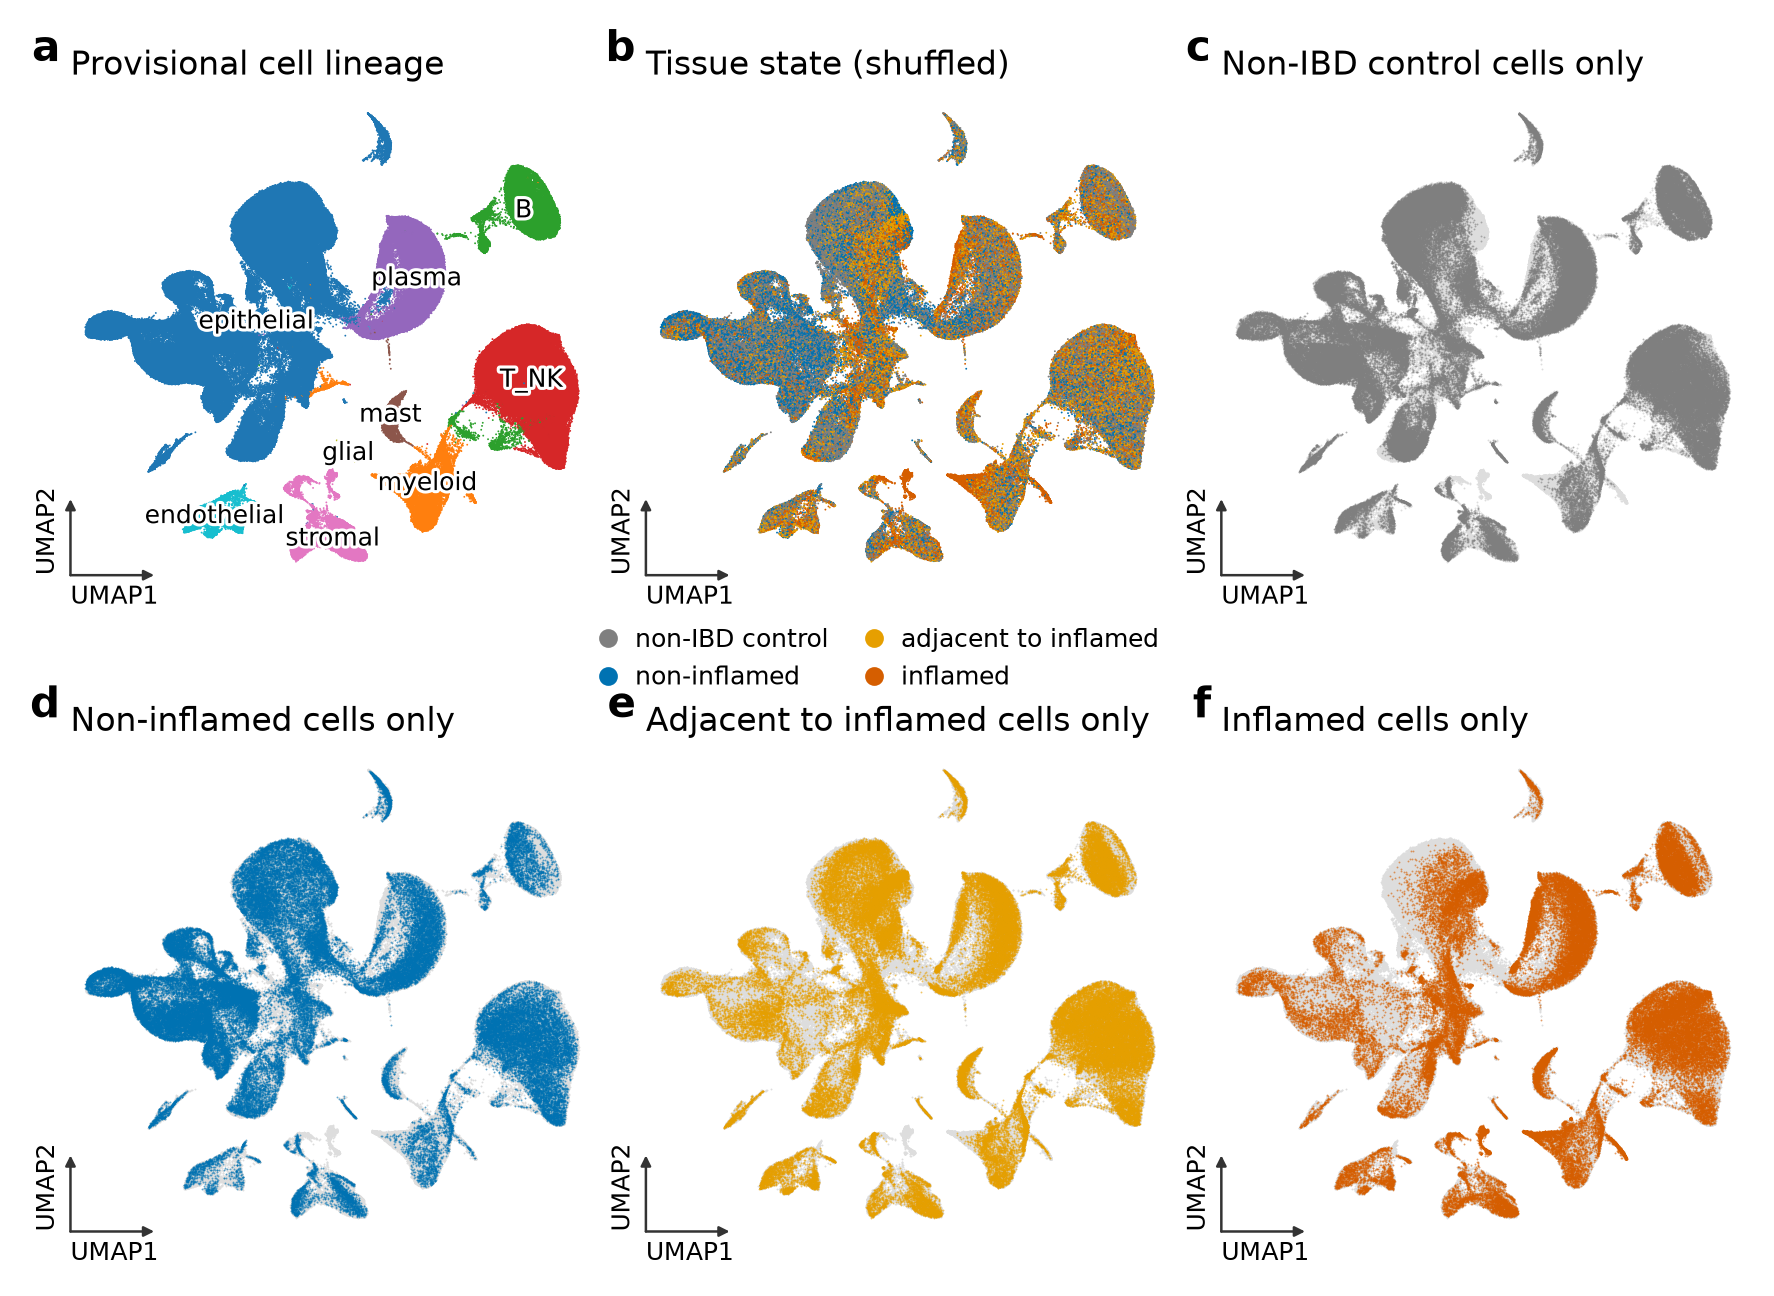 a Provisional cell lineage
b Tissue state (shuffled)
c Non-IBD control cells only
B
plasma
epithelial
T_NK
mast
glial
myeloid
endothelial
stromal
UMAP2
UMAP1
UMAP2
UMAP1
UMAP2
UMAP1
non-IBD control
adjacent to inflamed
non-inflamed
inflamed
d Non-inflamed cells only
e Adjacent to inflamed cells only
f Inflamed cells only
UMAP2
UMAP1
UMAP2
UMAP1
UMAP2
UMAP1